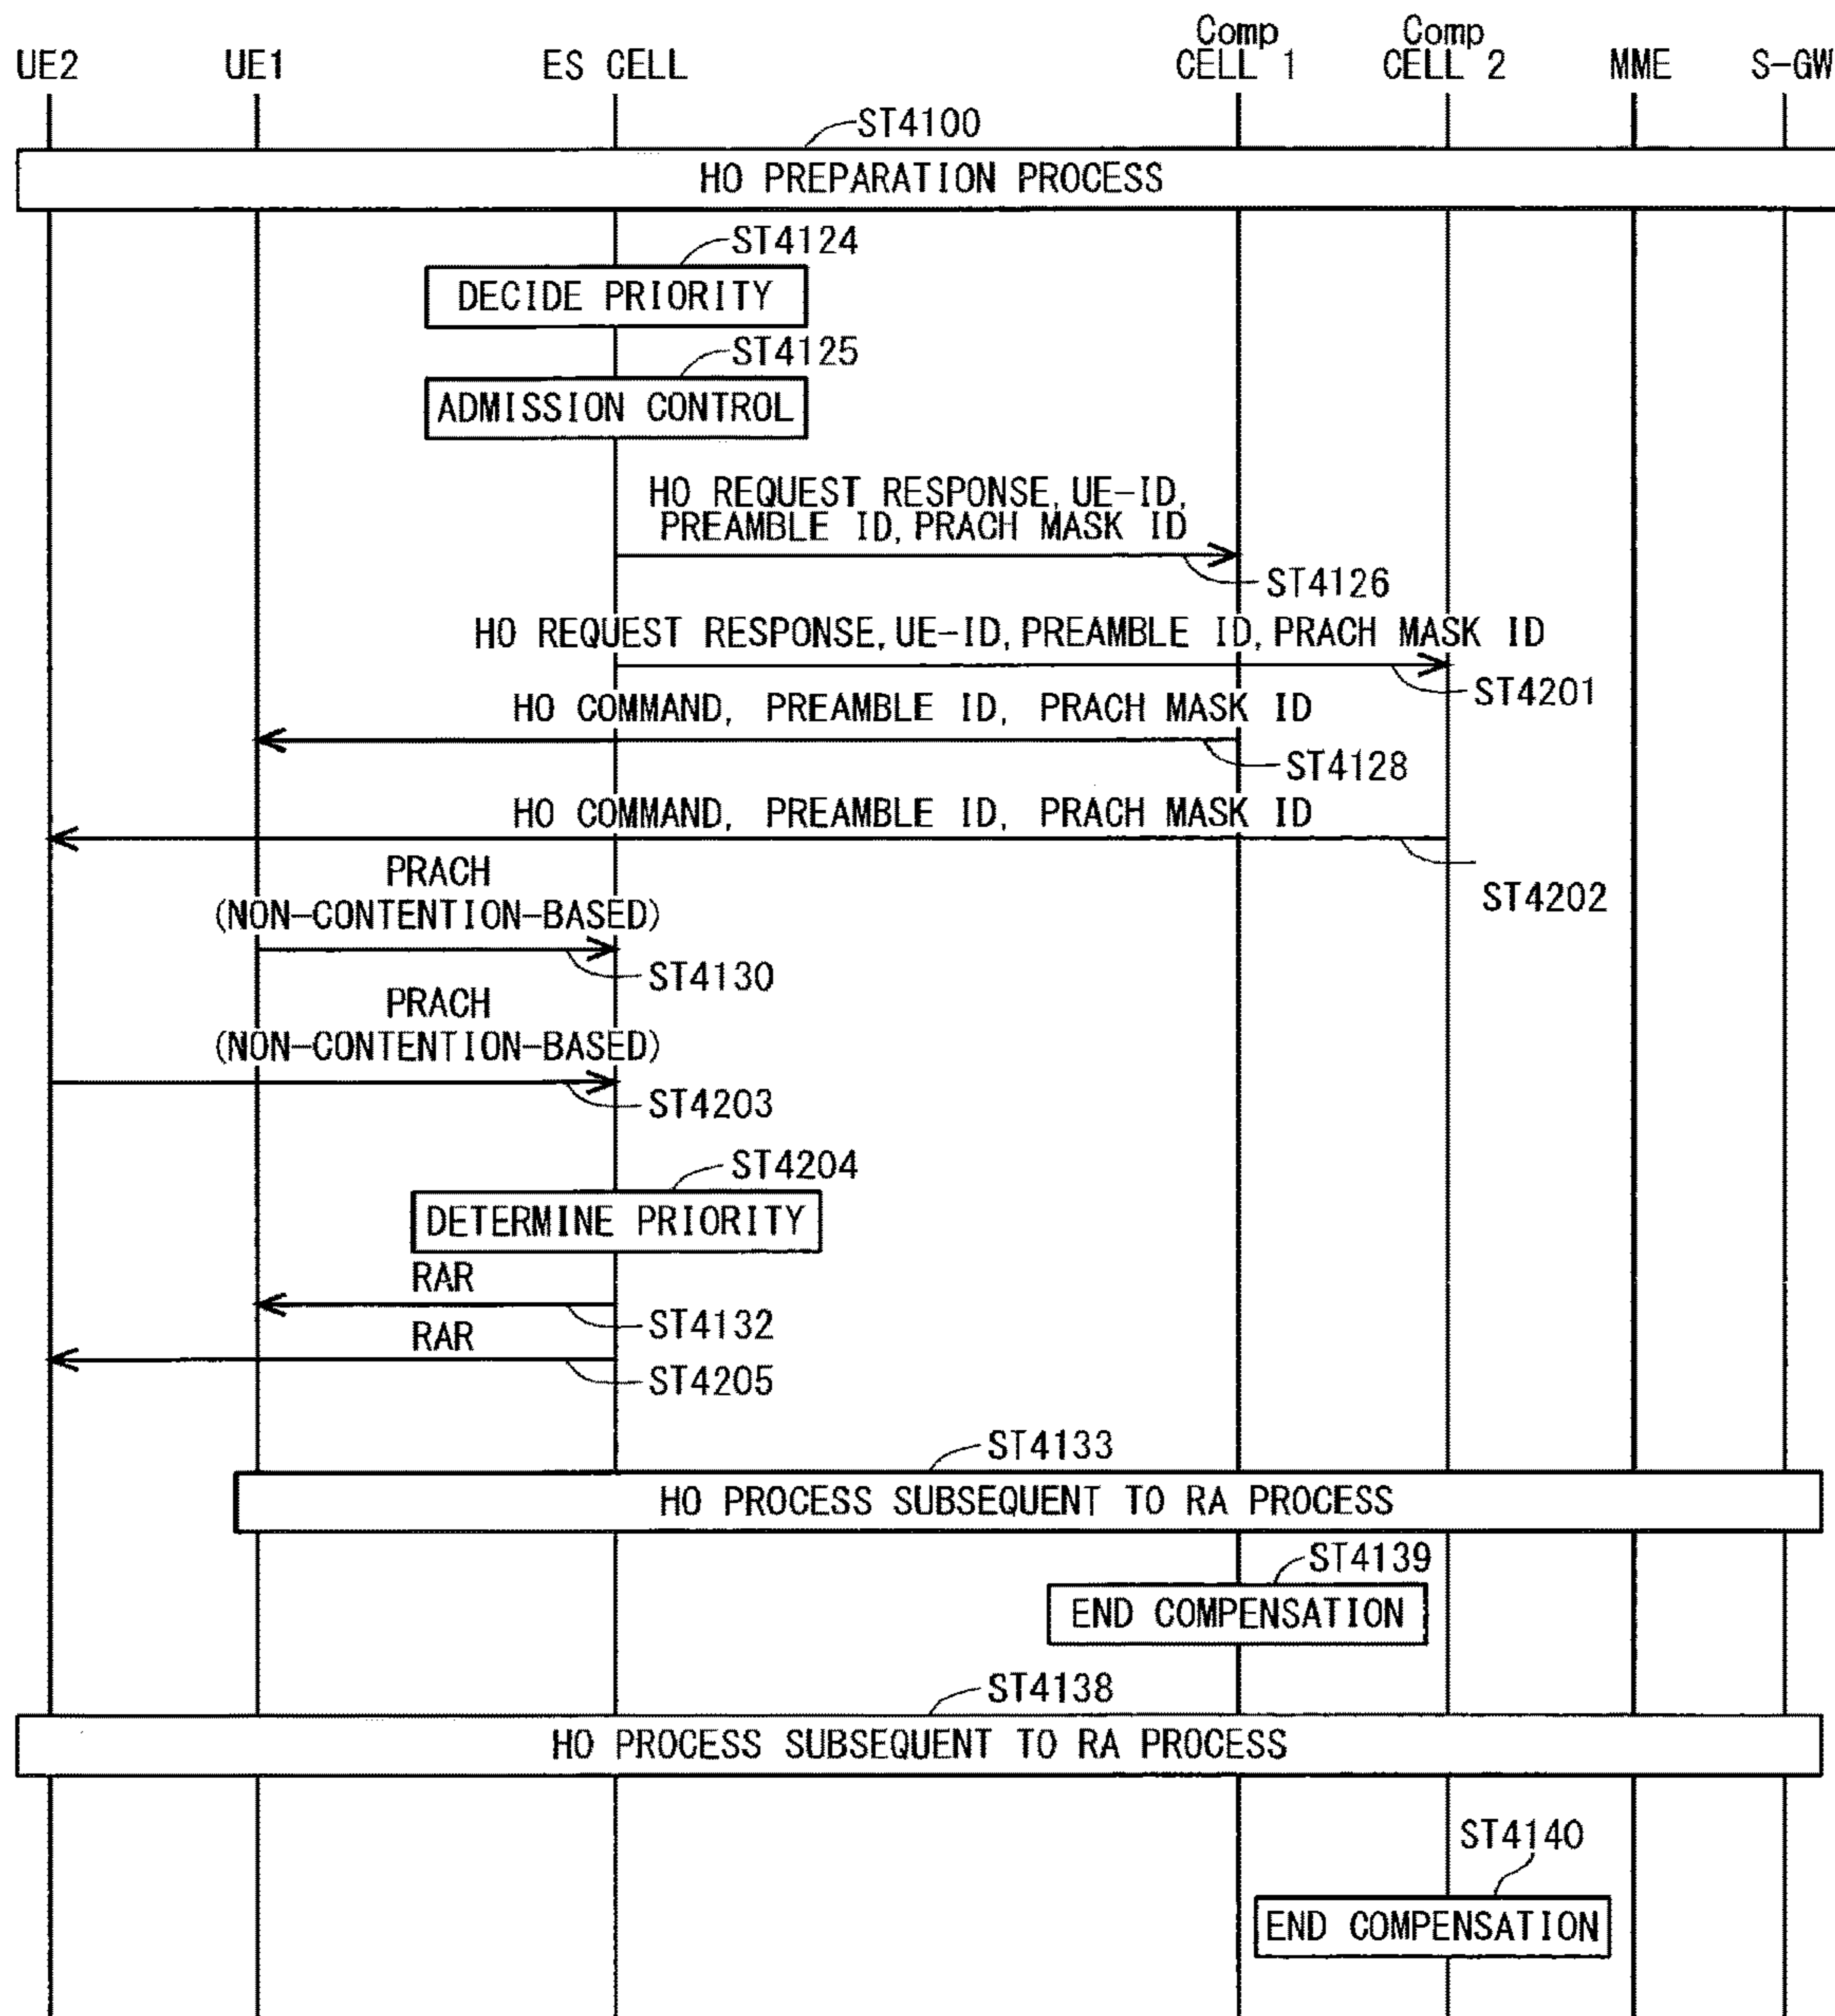 UE2 UE1 ES CELL Comp CELL 1 Comp CELL 2 MME S-GW
ST4100
HO PREPARATION PROCESS
ST4124
DECIDE PRIORITY
ST4125
ADMISSION CONTROL
HO REQUEST RESPONSE, UE-ID,
PREAMBLE ID, PRACH MASK ID
ST4126
HO REQUEST RESPONSE, UE-ID, PREAMBLE ID, PRACH MASK ID
ST4201
HO COMMAND, PREAMBLE ID, PRACH MASK ID
ST4128
HO COMMAND, PREAMBLE ID, PRACH MASK ID
ST4202
PRACH
(NON-CONTENTION-BASED)
ST4130
PRACH
(NON-CONTENTION-BASED)
ST4203
ST4204
DETERMINE PRIORITY
RAR
ST4132
RAR
ST4205
ST4133
HO PROCESS SUBSEQUENT TO RA PROCESS
ST4139
END COMPENSATION
ST4138
HO PROCESS SUBSEQUENT TO RA PROCESS
ST4140
END COMPENSATION